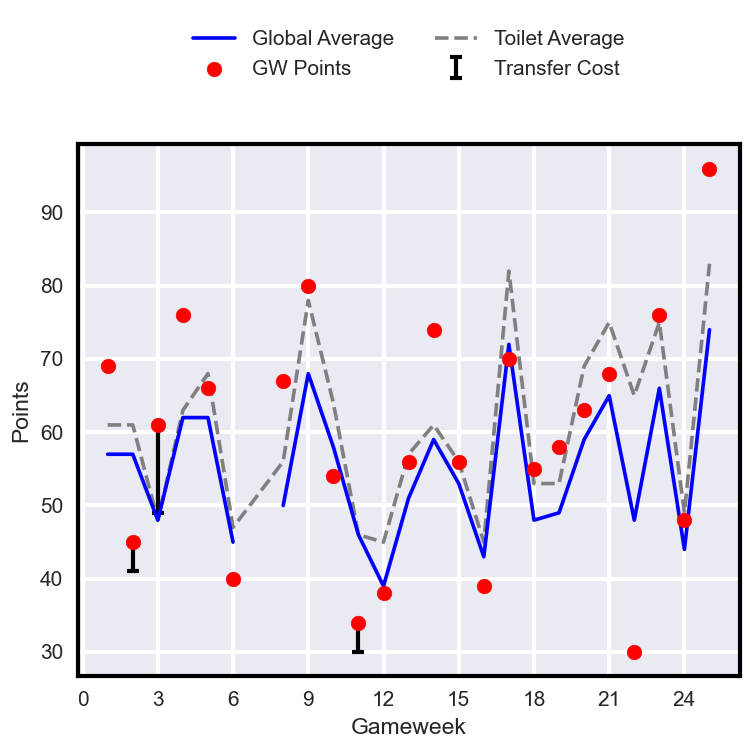 Global Average
Toilet Average
GW Points
Transfer Cost
90
80
70
60
50
40
30
Points
0 3 6 9 12 15 18 21 24
Gameweek